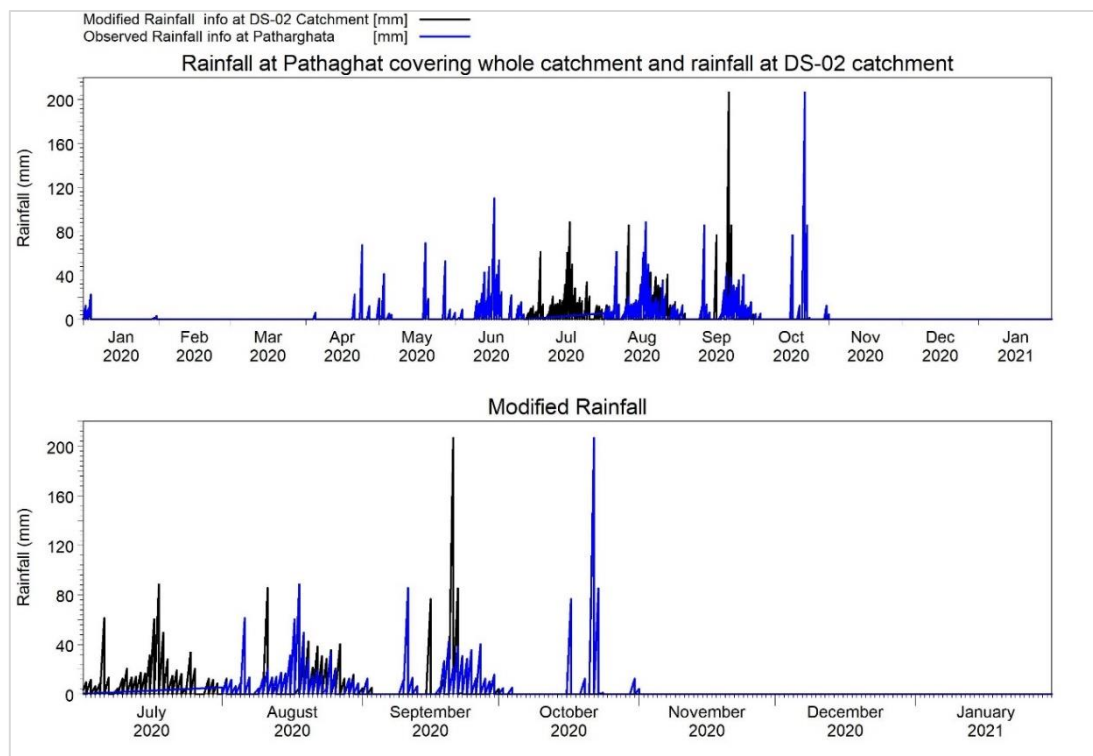 Modified Rainfall info at DS-02 Catchment [mm]
Observed Rainfall info at Patharghata [mm]
Rainfall at Pathaghat covering whole catchment and rainfall at DS-02 catchment
Rainfall (mm)
200
160
120
80
40
0
Jan Feb Mar Apr May Jun Jul Aug Sep Oct Nov Dec Jan
2020 2020 2020 2020 2020 2020 2020 2020 2020 2020 2020 2020 2021
Modified Rainfall
Rainfall (mm)
200
160
120
80
40
0
July August September October November December January
2020 2020 2020 2020 2020 2020 2021